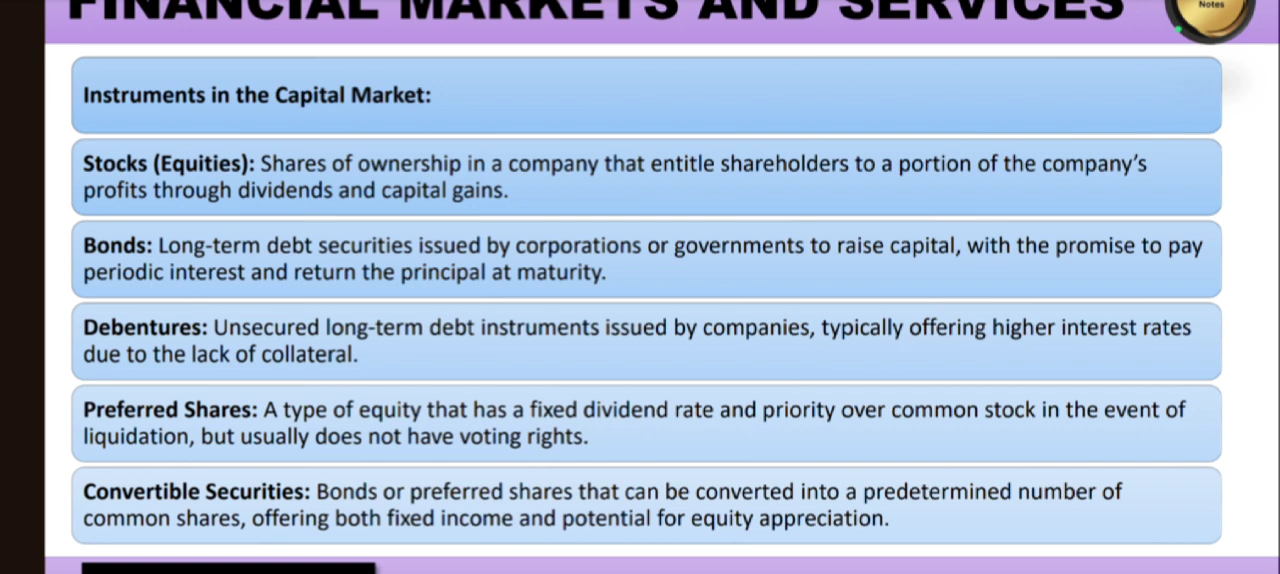 FINANCIAL MARKETS AND SERVICES
Notes
Instruments in the Capital Market:
Stocks (Equities): Shares of ownership in a company that entitle shareholders to a portion of the company’s
profits through dividends and capital gains.
Bonds: Long-term debt securities issued by corporations or governments to raise capital, with the promise to pay
periodic interest and return the principal at maturity.
Debentures: Unsecured long-term debt instruments issued by companies, typically offering higher interest rates
due to the lack of collateral.
Preferred Shares: A type of equity that has a fixed dividend rate and priority over common stock in the event of
liquidation, but usually does not have voting rights.
Convertible Securities: Bonds or preferred shares that can be converted into a predetermined number of
common shares, offering both fixed income and potential for equity appreciation.